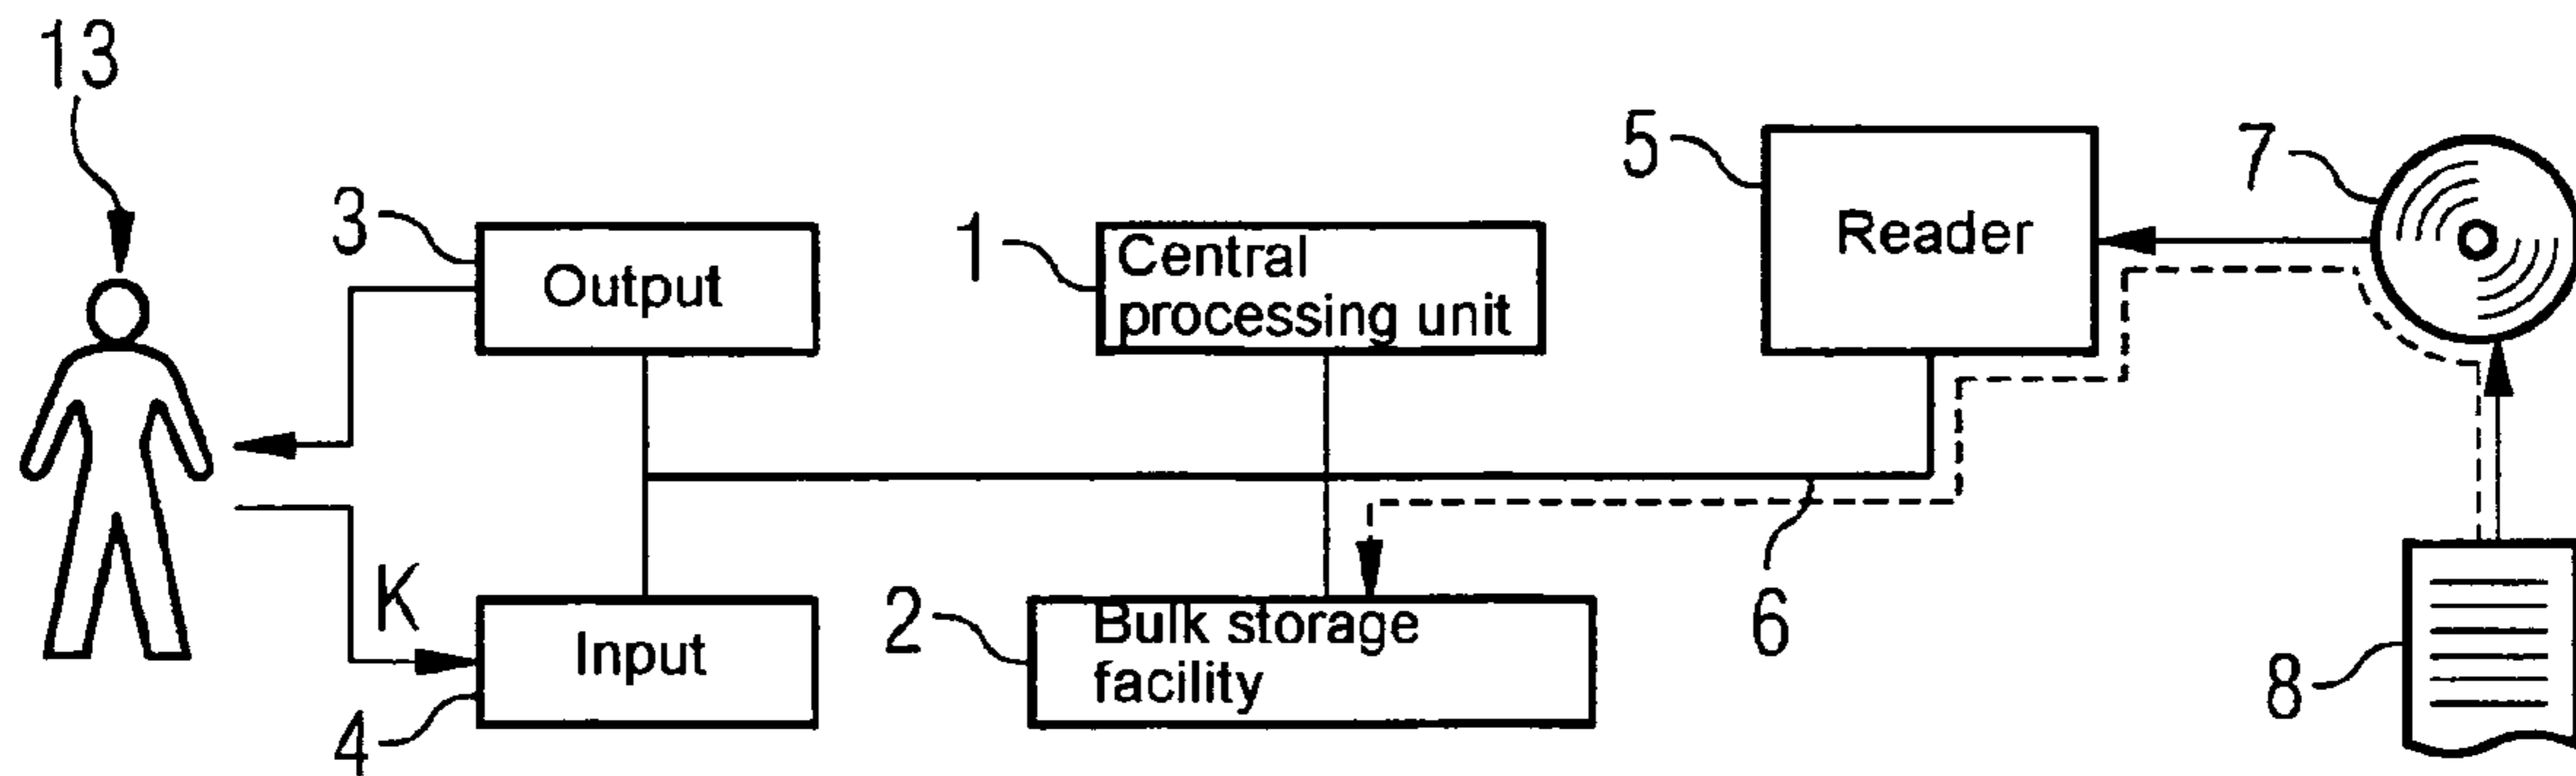 13
3
Output
1
Central
processing unit
5
Reader
7
K
Input
4
2
Bulk storage
facility
6
8